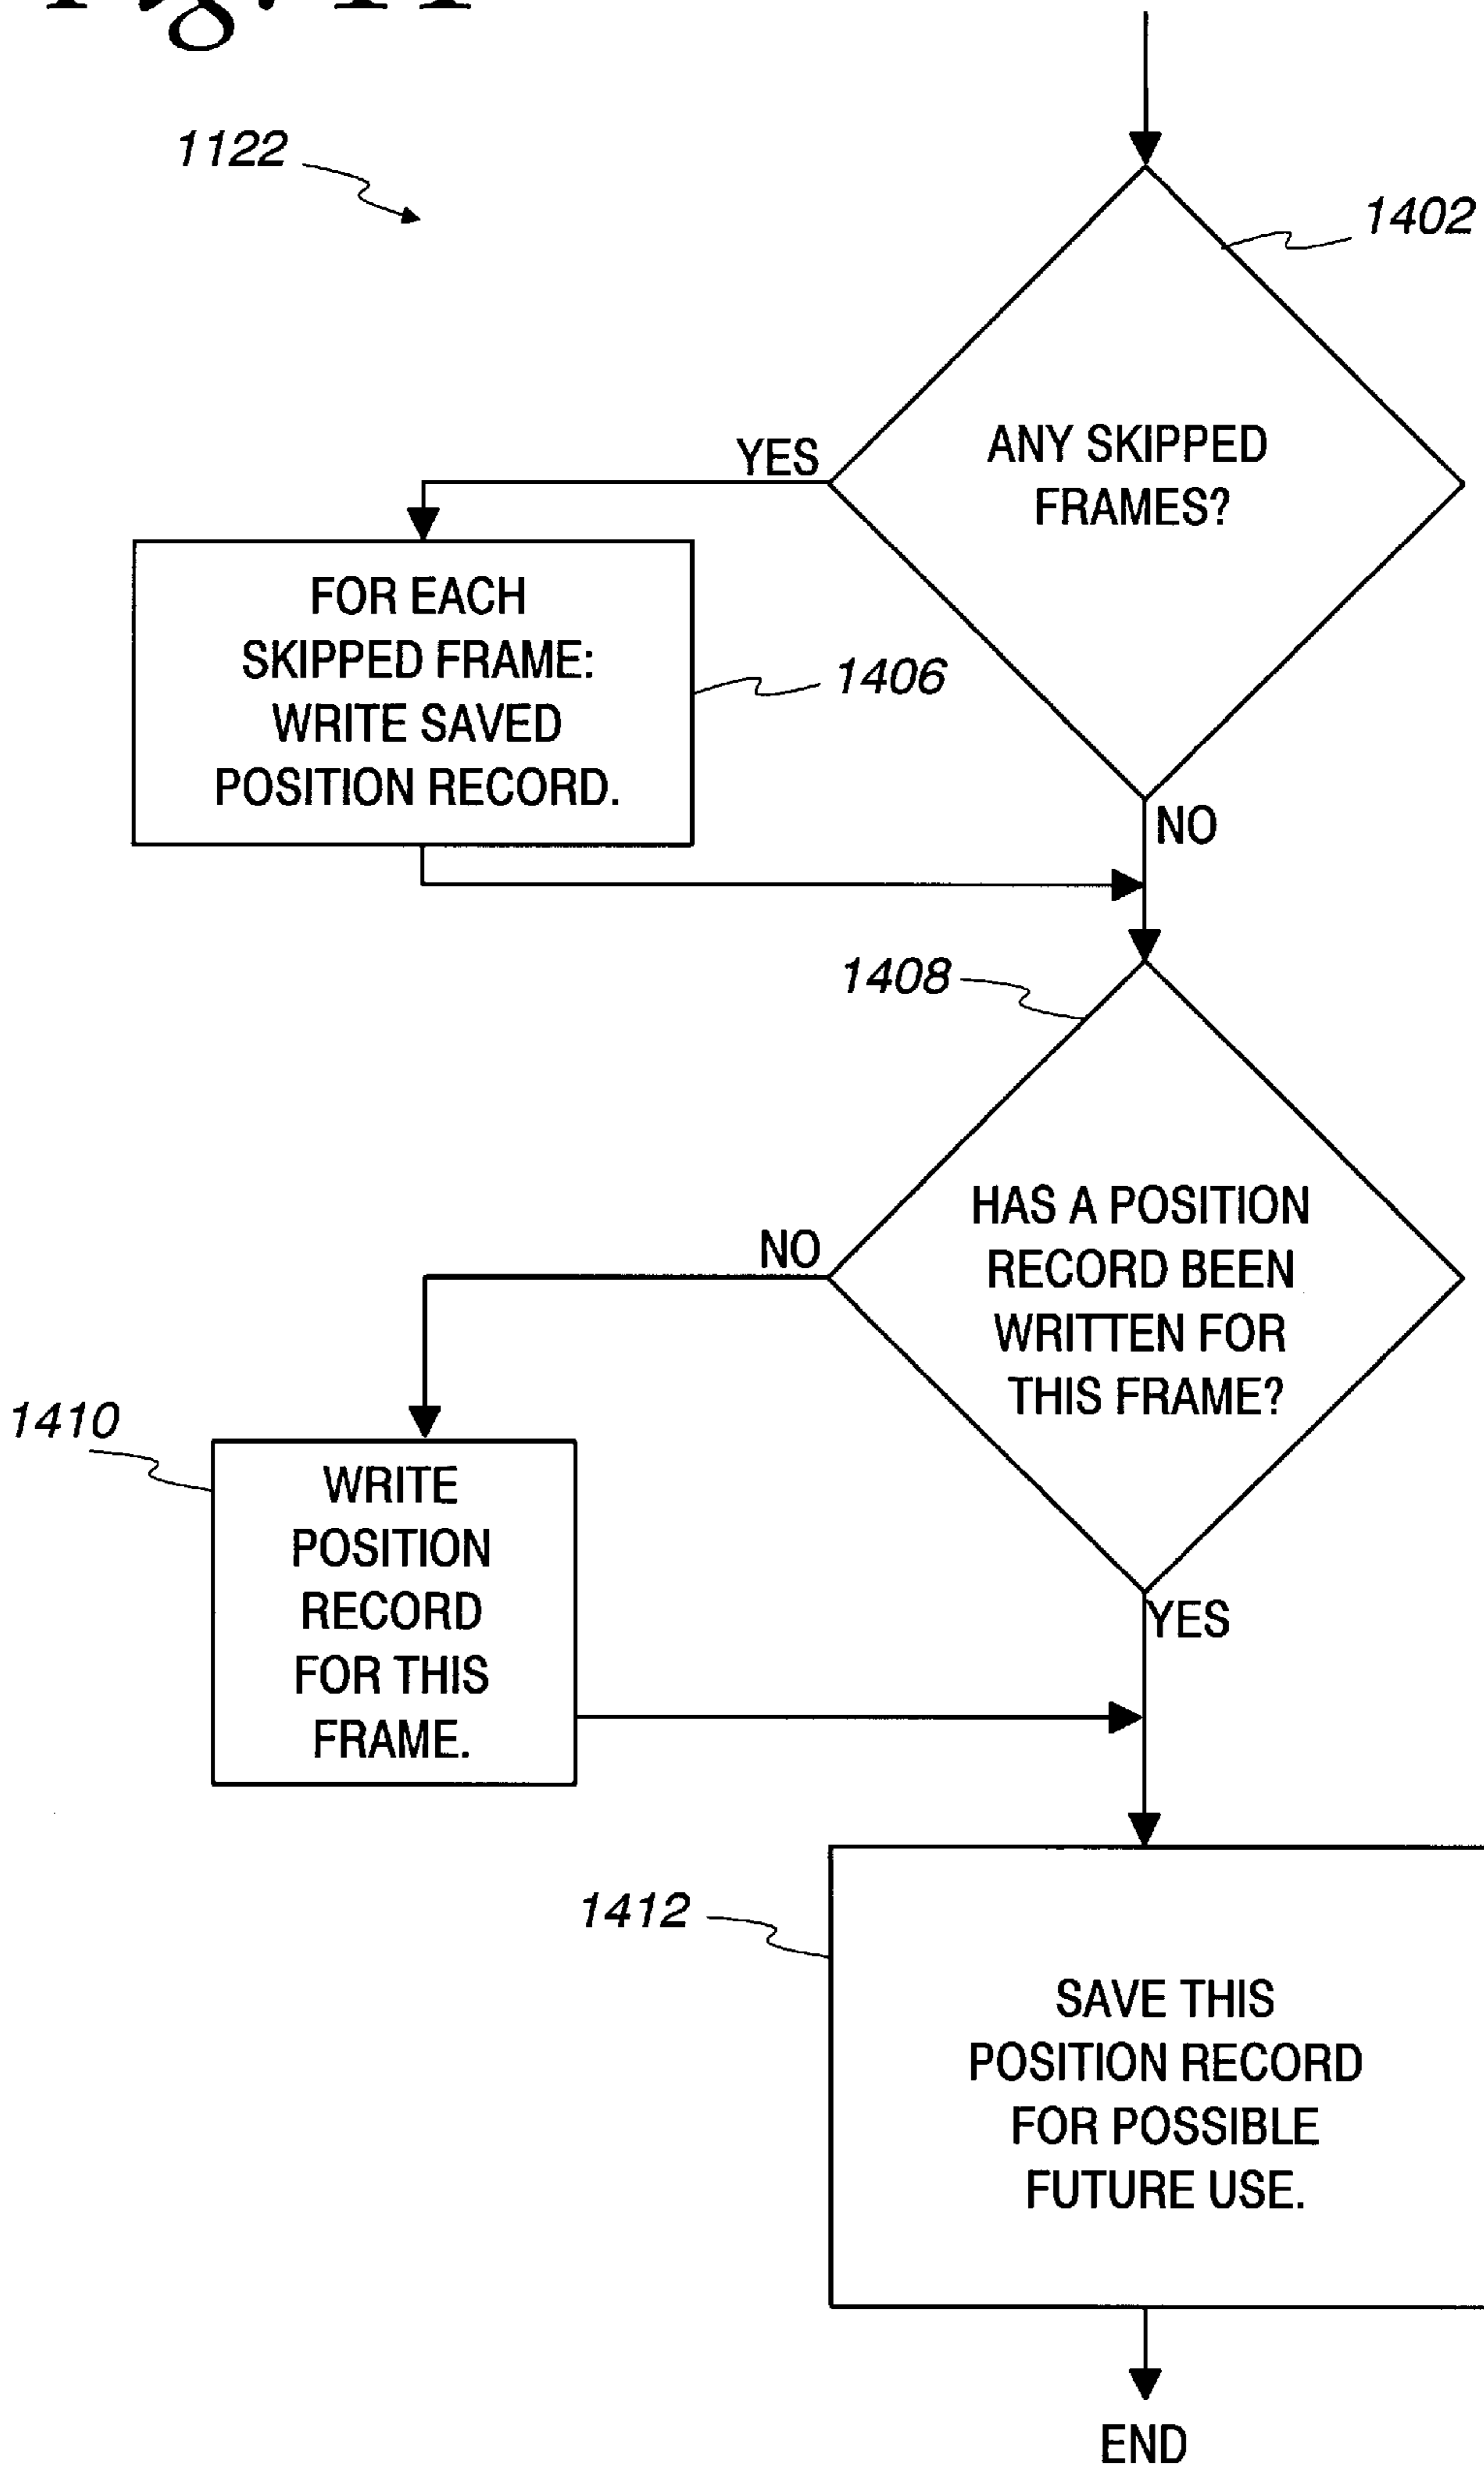 1122
1402
YES
ANY SKIPPED
FRAMES?
FOR EACH
SKIPPED FRAME:
WRITE SAVED
POSITION RECORD.
1406
NO
1408
HAS A POSITION
RECORD BEEN
WRITTEN FOR
THIS FRAME?
NO
1410
WRITE
POSITION
RECORD
FOR THIS
FRAME.
YES
1412
SAVE THIS
POSITION RECORD
FOR POSSIBLE
FUTURE USE.
END